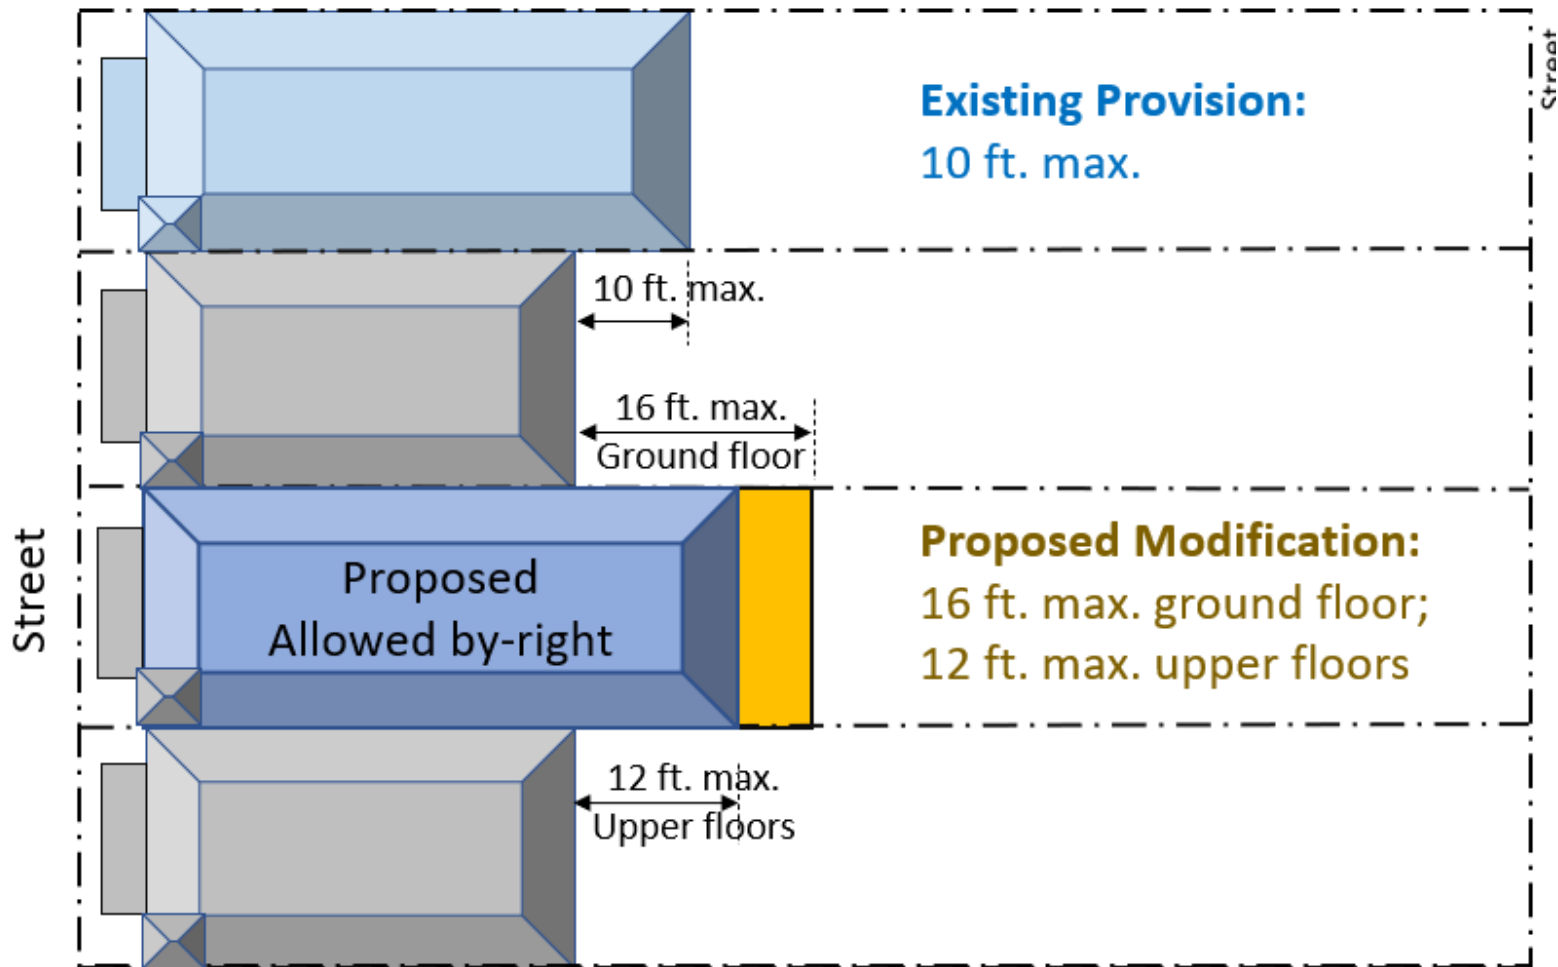 Street
Existing Provision:
10 ft. max.
10 ft. max.
16 ft. max.
Ground floor
Street
Proposed
Allowed by-right
Proposed Modification:
16 ft. max. ground floor;
12 ft. max. upper floors
12 ft. max.
Upper floors